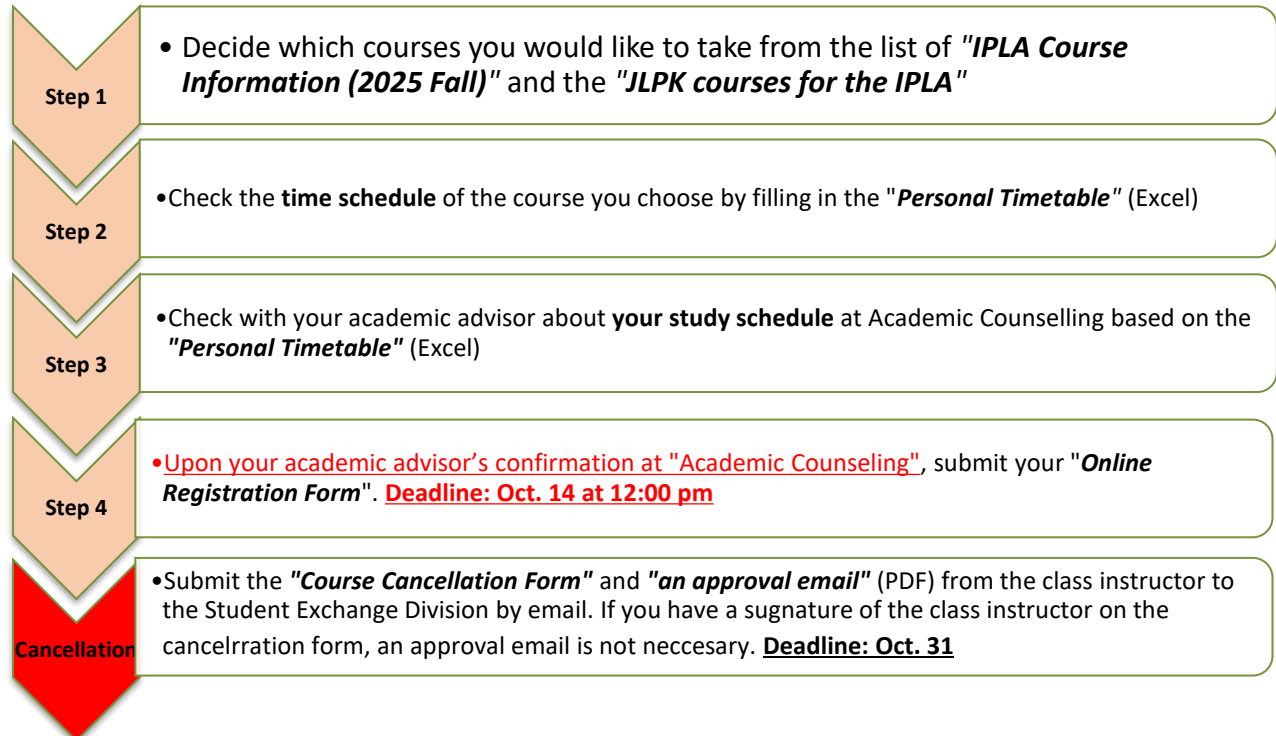 Step 1
• Decide which courses you would like to take from the list of "IPLA Course
Information (2025 Fall)" and the "JLPK courses for the IPLA"
Step 2
•Check the time schedule of the course you choose by filling in the "Personal Timetable" (Excel)
Step 3
•Check with your academic advisor about your study schedule at Academic Counselling based on the
"Personal Timetable" (Excel)
Step 4
•Upon your academic advisor’s confirmation at "Academic Counseling", submit your "Online
Registration Form". Deadline: Oct. 14 at 12:00 pm
Cancellation
•Submit the "Course Cancellation Form" and "an approval email" (PDF) from the class instructor to
the Student Exchange Division by email. If you have a sugnature of the class instructor on the
cancelrration form, an approval email is not neccesary. Deadline: Oct. 31